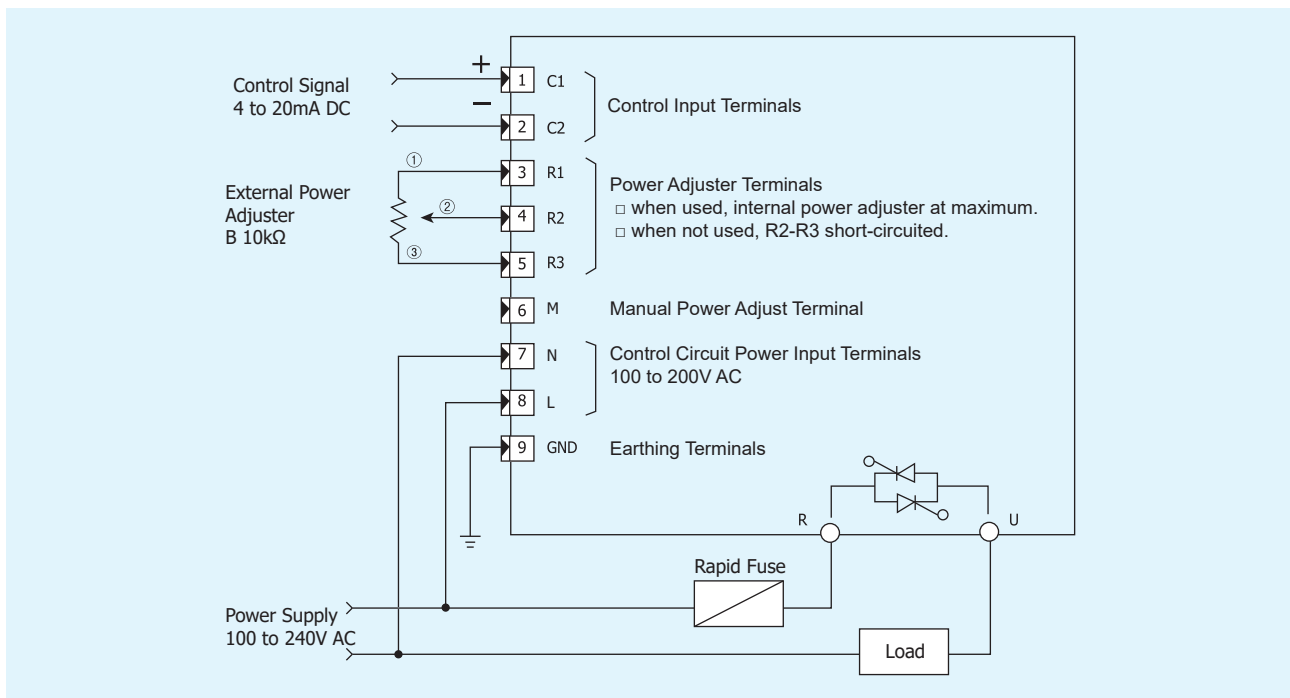 +
Control Signal
4 to 20mA DC
1 C1
−
2 C2
Control Input Terminals
External Power
Adjuster
B 10kΩ
①
②
③
3 R1
4 R2
5 R3
Power Adjuster Terminals
□ when used, internal power adjuster at maximum.
□ when not used, R2-R3 short-circuited.
6 M Manual Power Adjust Terminal
7 N
8 L
Control Circuit Power Input Terminals
100 to 200V AC
9 GND Earthing Terminals
R
U
Rapid Fuse
Power Supply
100 to 240V AC
Load